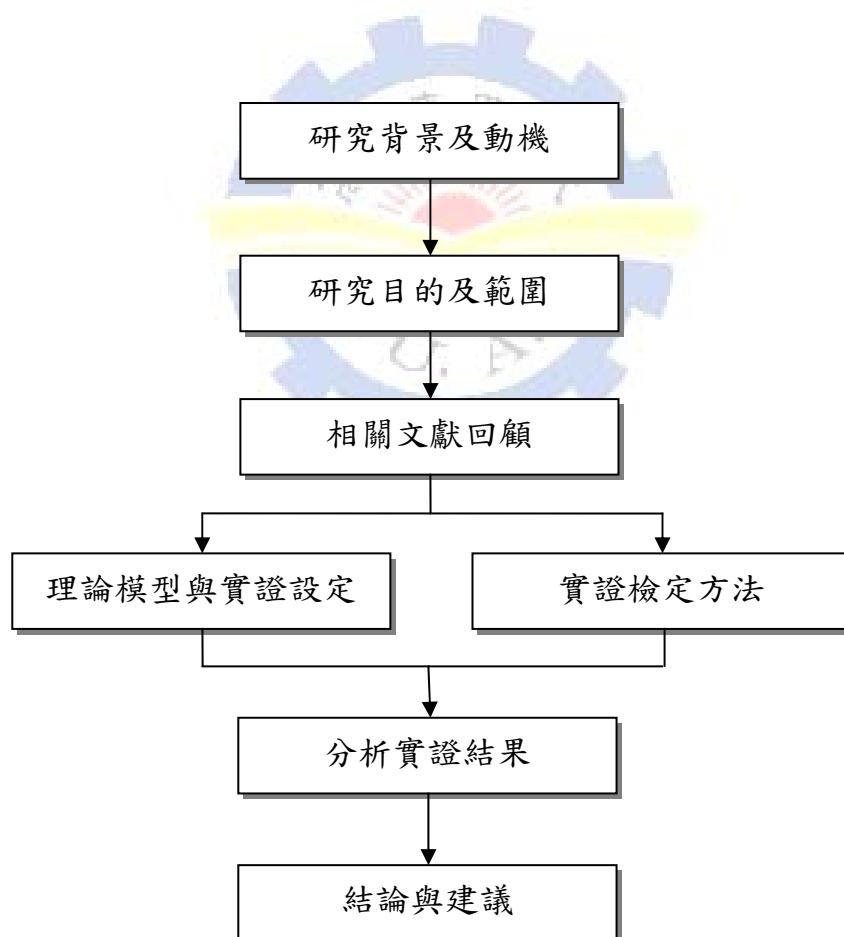 研究背景及動機
研究目的及範圍
相關文獻回顧
理論模型與實證設定
實證檢定方法
分析實證結果
結論與建議